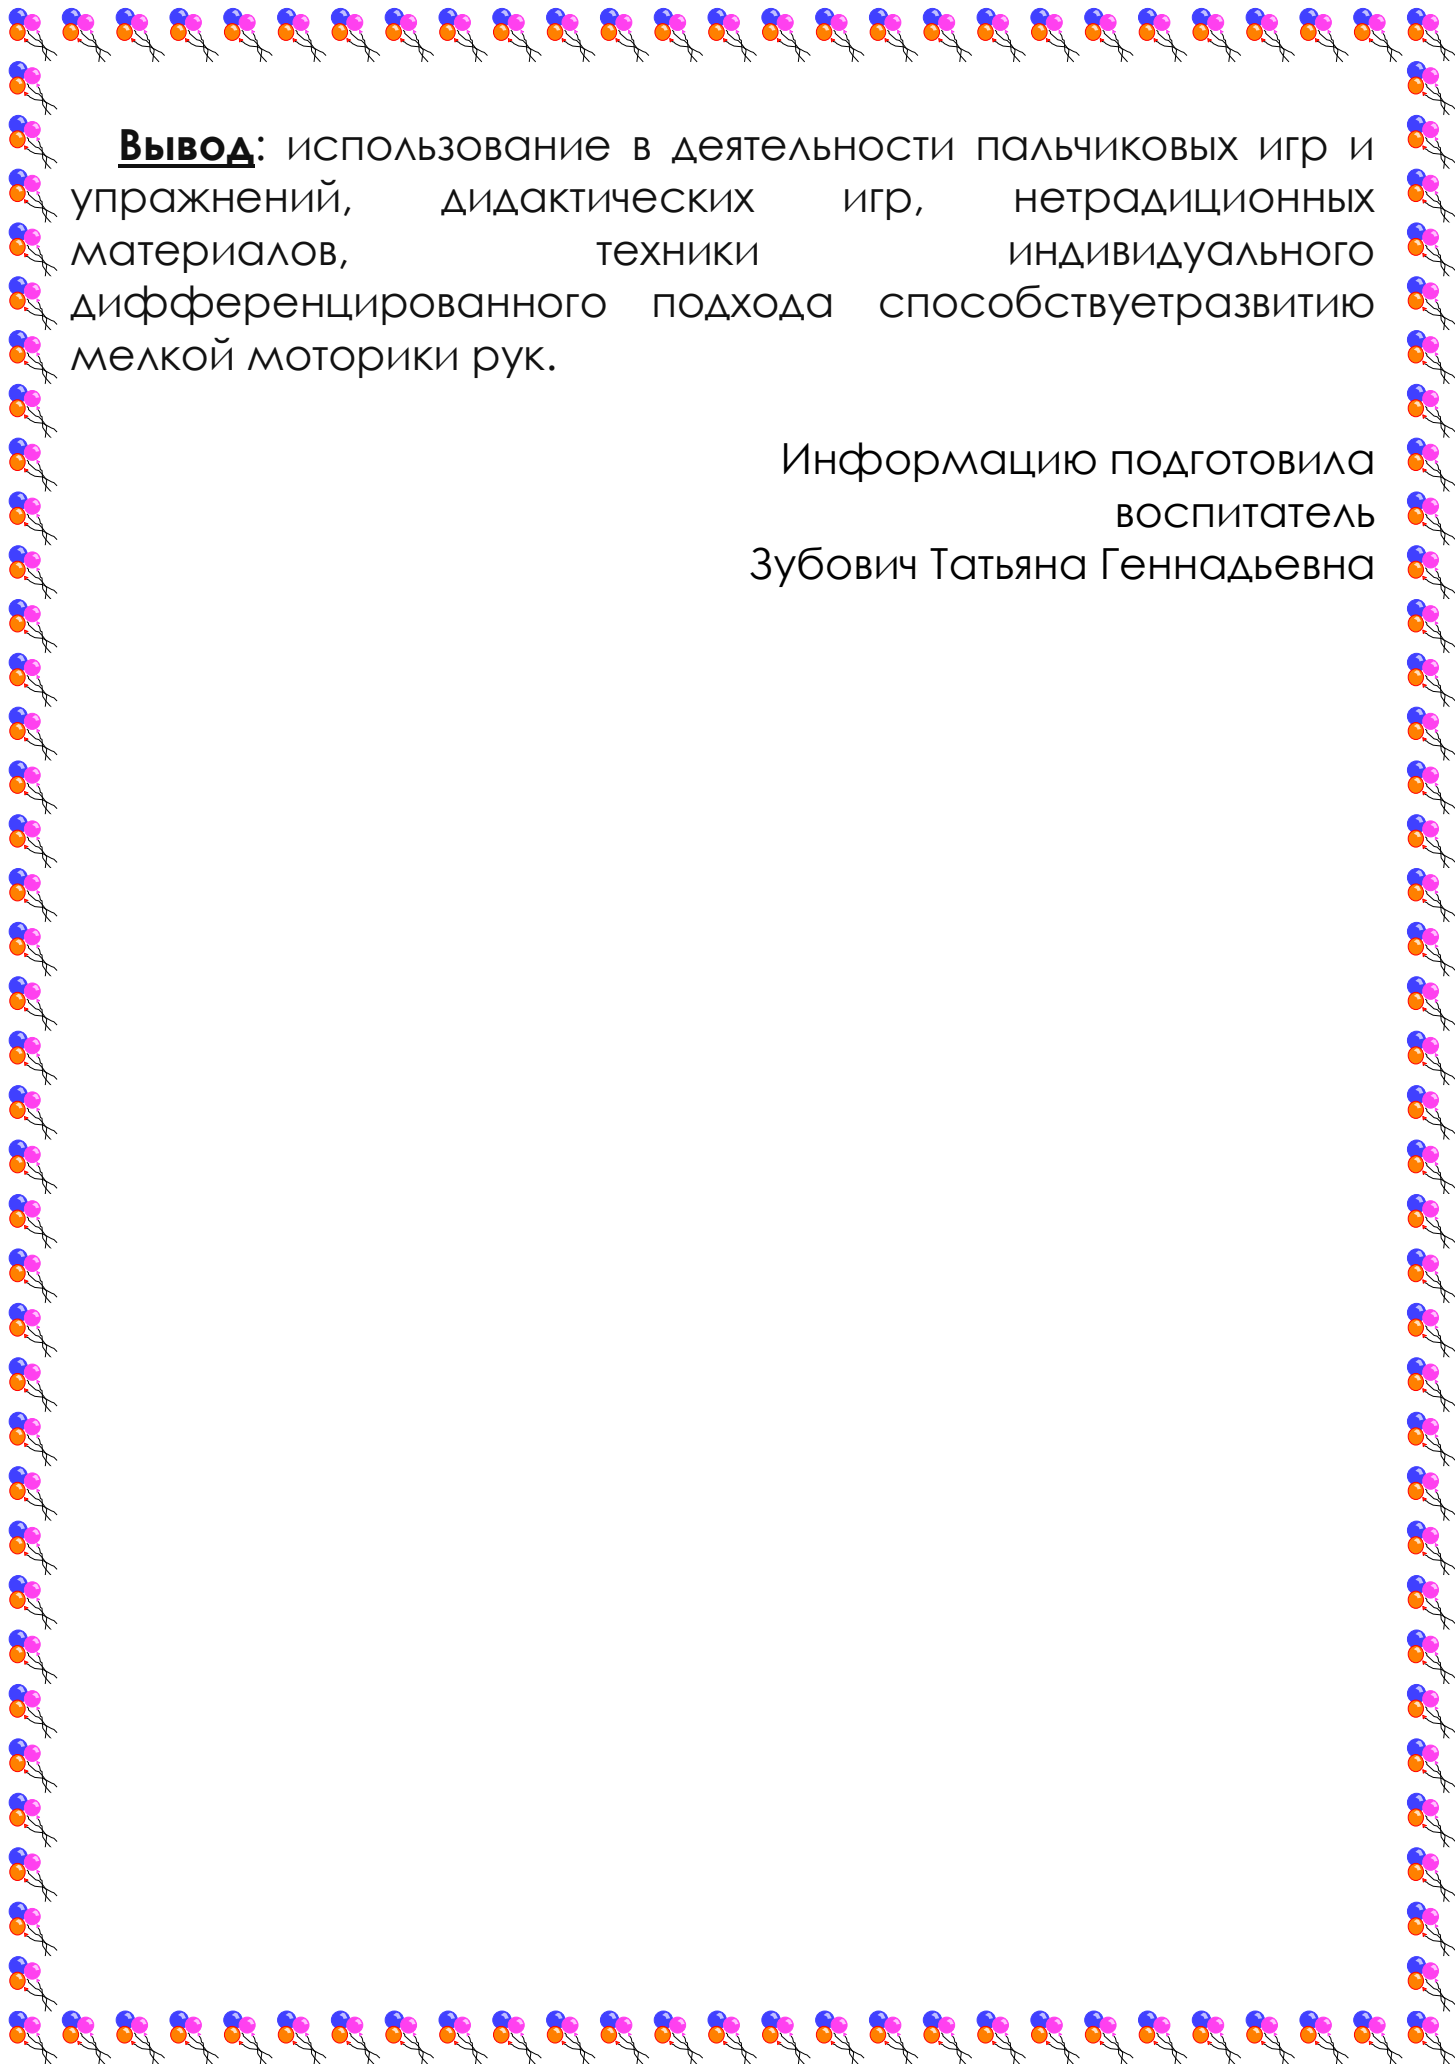 Вывод: использование в деятельности пальчиковых игр и
упражнений, дидактических игр, нетрадиционных
материалов, техники индивидуального
дифференцированного подхода способствуетразвитию
мелкой моторики рук.
Информацию подготовила
воспитатель
Зубович Татьяна Геннадьевна